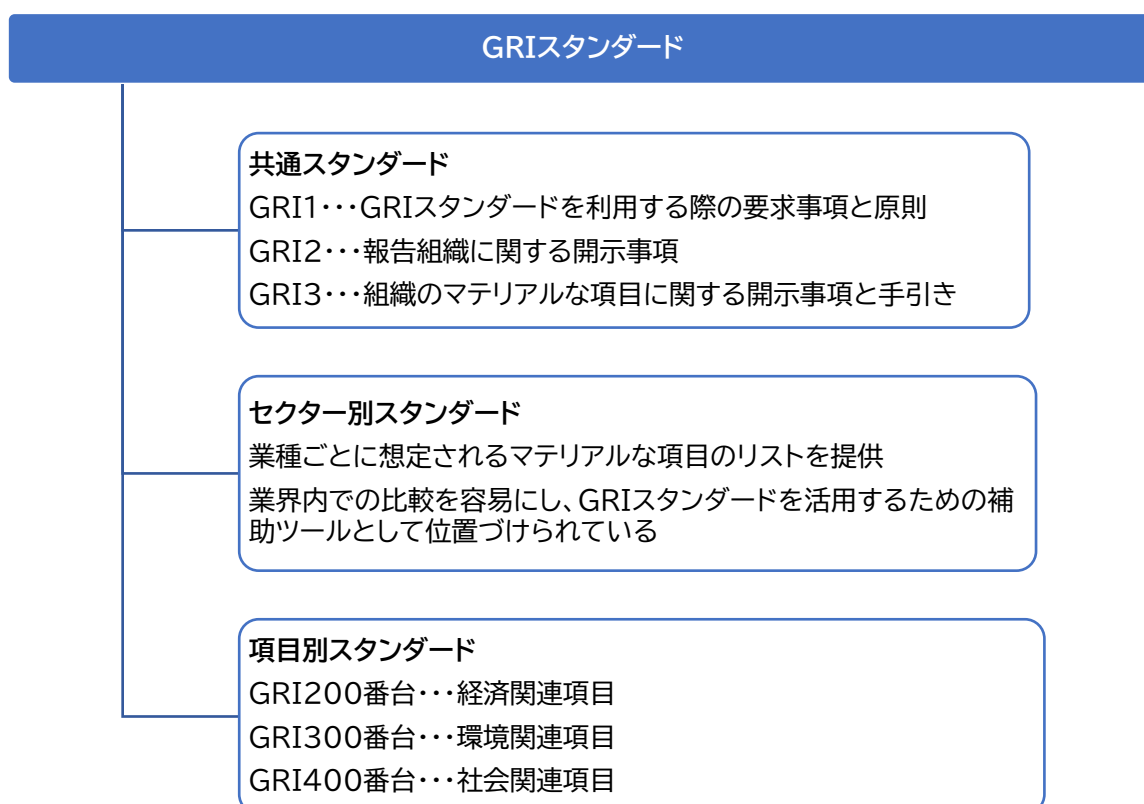 GRIスタンダード
共通スタンダード
GRI1・・・GRIスタンダードを利用する際の要求事項と原則
GRI2・・・報告組織に関する開示事項
GRI3・・・組織のマテリアルな項目に関する開示事項と手引き
セクター別スタンダード
業種ごとに想定されるマテリアルな項目のリストを提供
業界内での比較を容易にし、GRIスタンダードを活用するための補
助ツールとして位置づけられている
項目別スタンダード
GRI200番台・・・経済関連項目
GRI300番台・・・環境関連項目
GRI400番台・・・社会関連項目